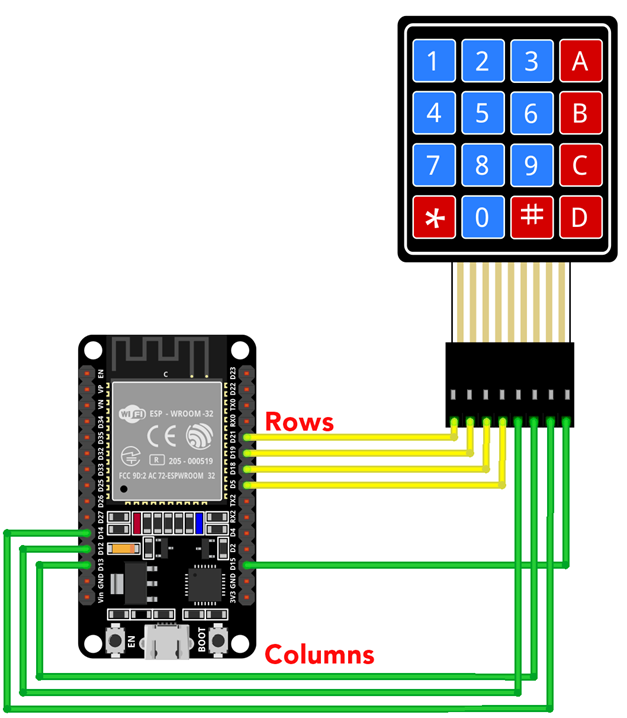 1 2 3 A
4 5 6 B
7 8 9 C
* 0 # D
EN
VP
VN
D34
D35
D32
D33
D25
D26
D27
D14
D12
D13
GND
Vin
C
WiFi
ESP - WROOM -32
CE
R 205 - 000519
FCC 9D:2 AC 72-ESPWROOM 32
D23
D22
TX0
RX0
D21
D19
D18
D5
TX2
RX2
D4
D2
D15
GND
3V3
EN
BOOT
Rows
Columns